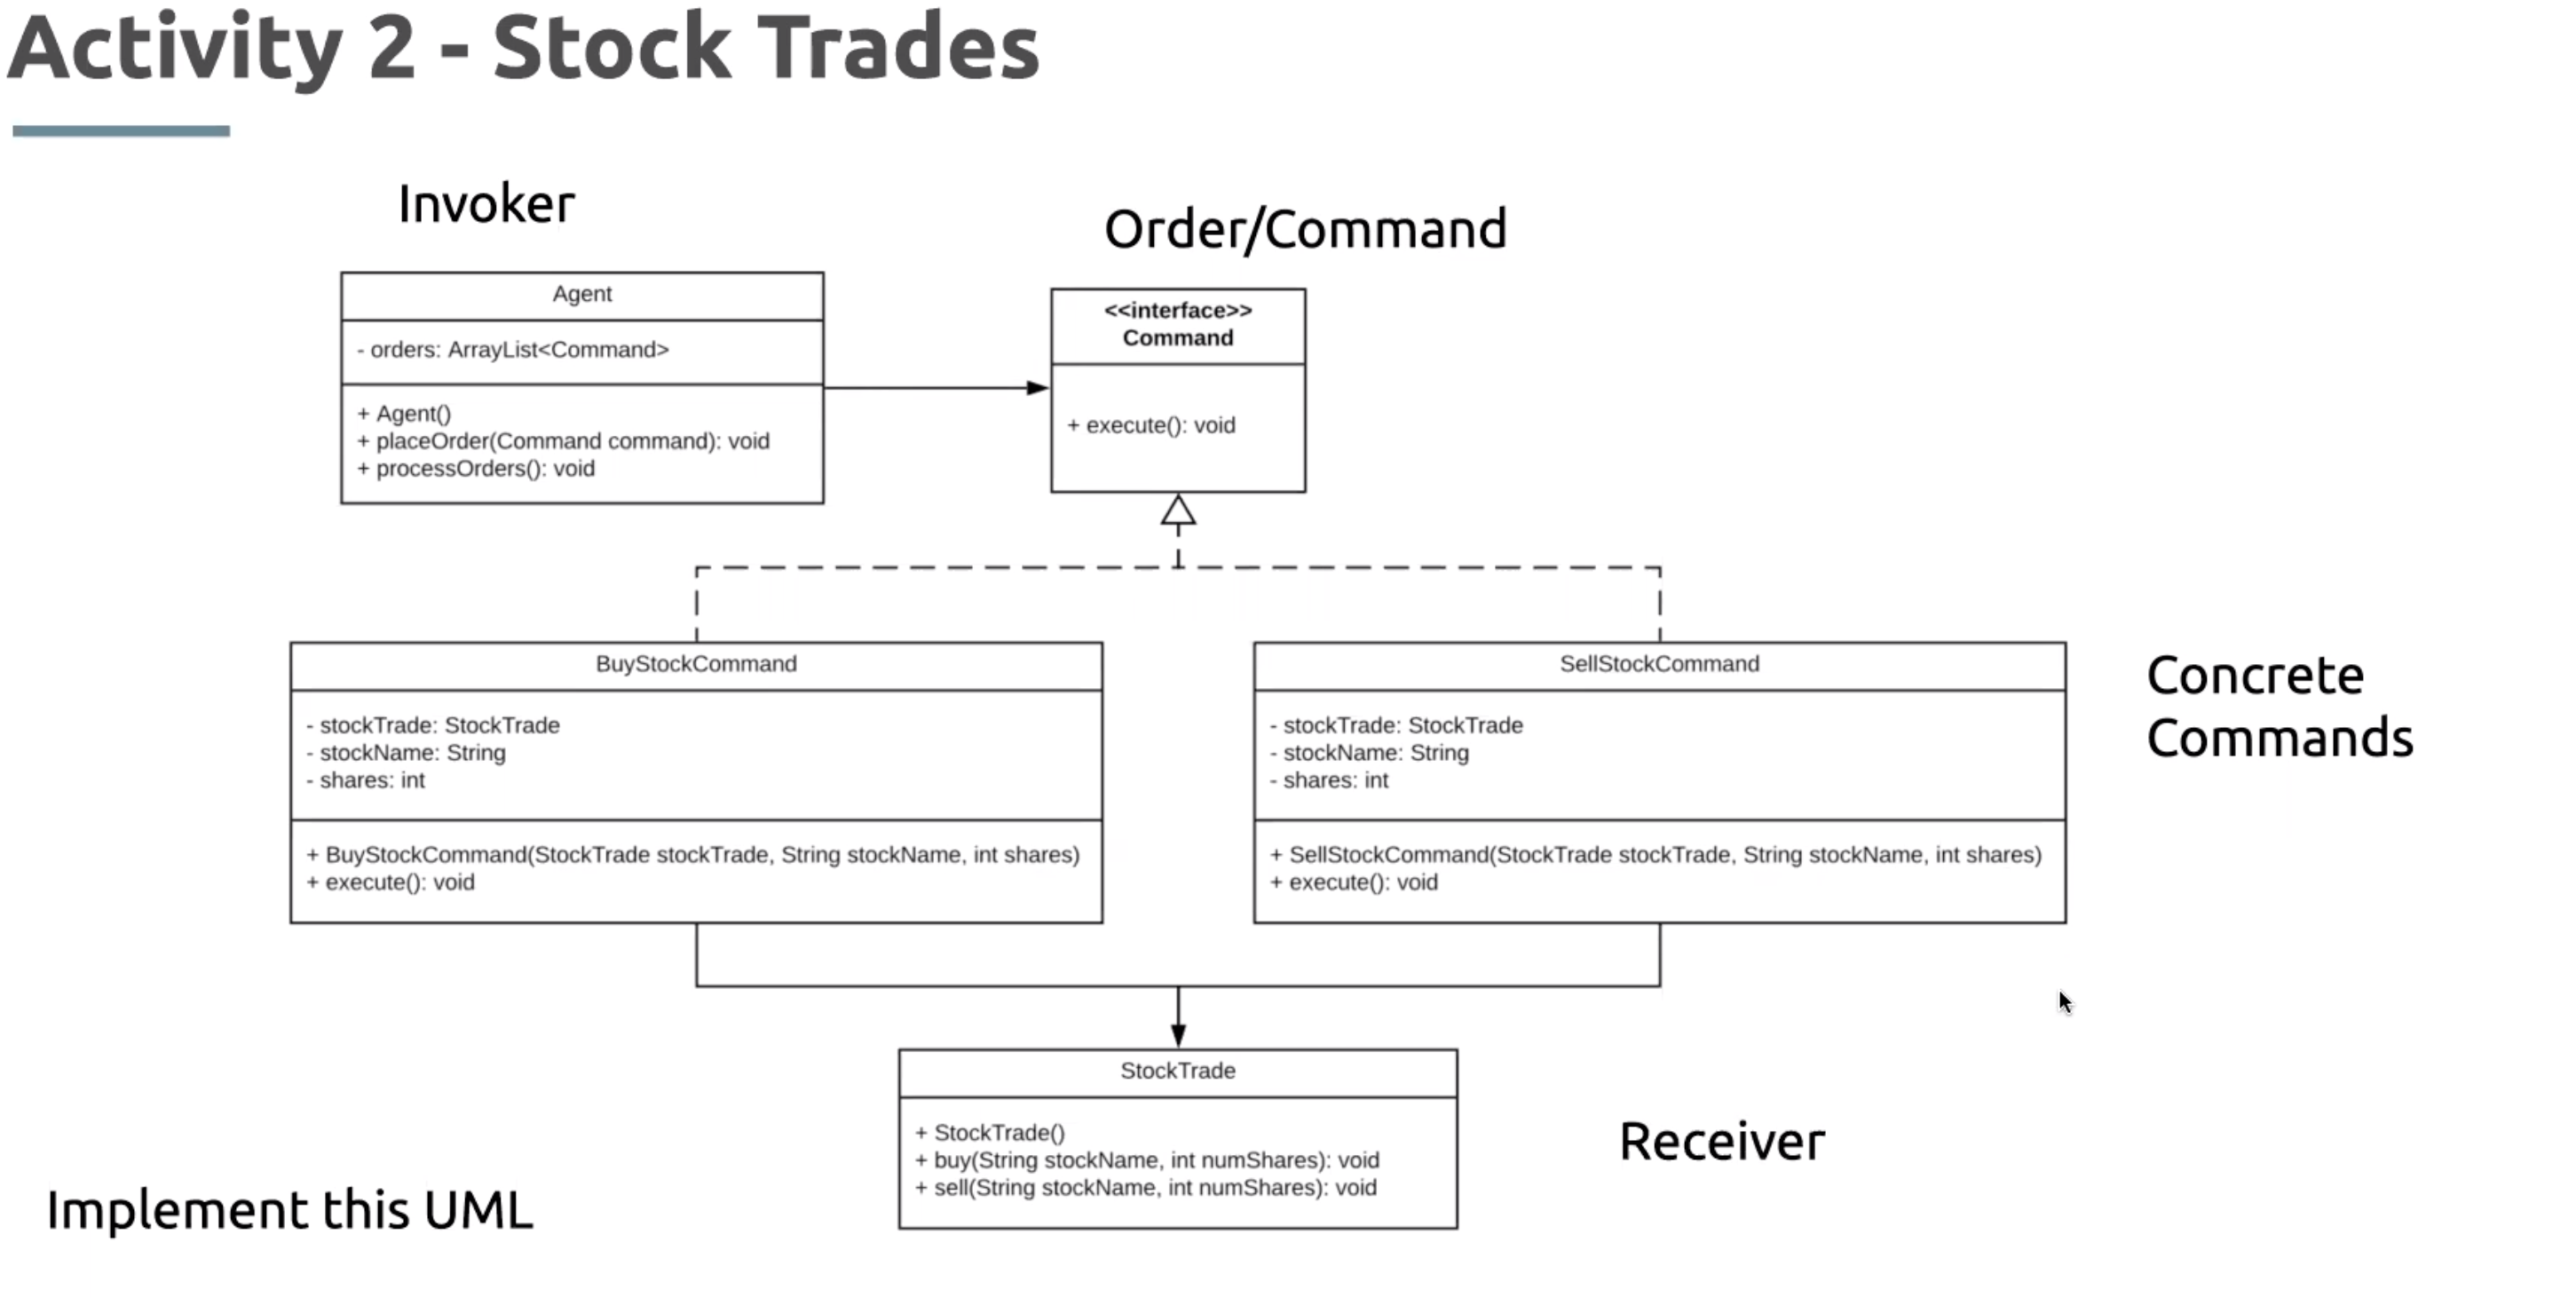 Activity 2 - Stock Trades
Invoker
Order/Command
Agent
- orders: ArrayList<Command>
+ Agent()
+ placeOrder(Command command): void
+ processOrders(): void
<<interface>>
Command
+ execute(): void
BuyStockCommand
- stockTrade: StockTrade
- stockName: String
- shares: int
+ BuyStockCommand(StockTrade stockTrade, String stockName, int shares)
+ execute(): void
SellStockCommand
- stockTrade: StockTrade
- stockName: String
- shares: int
+ SellStockCommand(StockTrade stockTrade, String stockName, int shares)
+ execute(): void
Concrete
Commands
StockTrade
+ StockTrade()
+ buy(String stockName, int numShares): void
+ sell(String stockName, int numShares): void
Receiver
Implement this UML